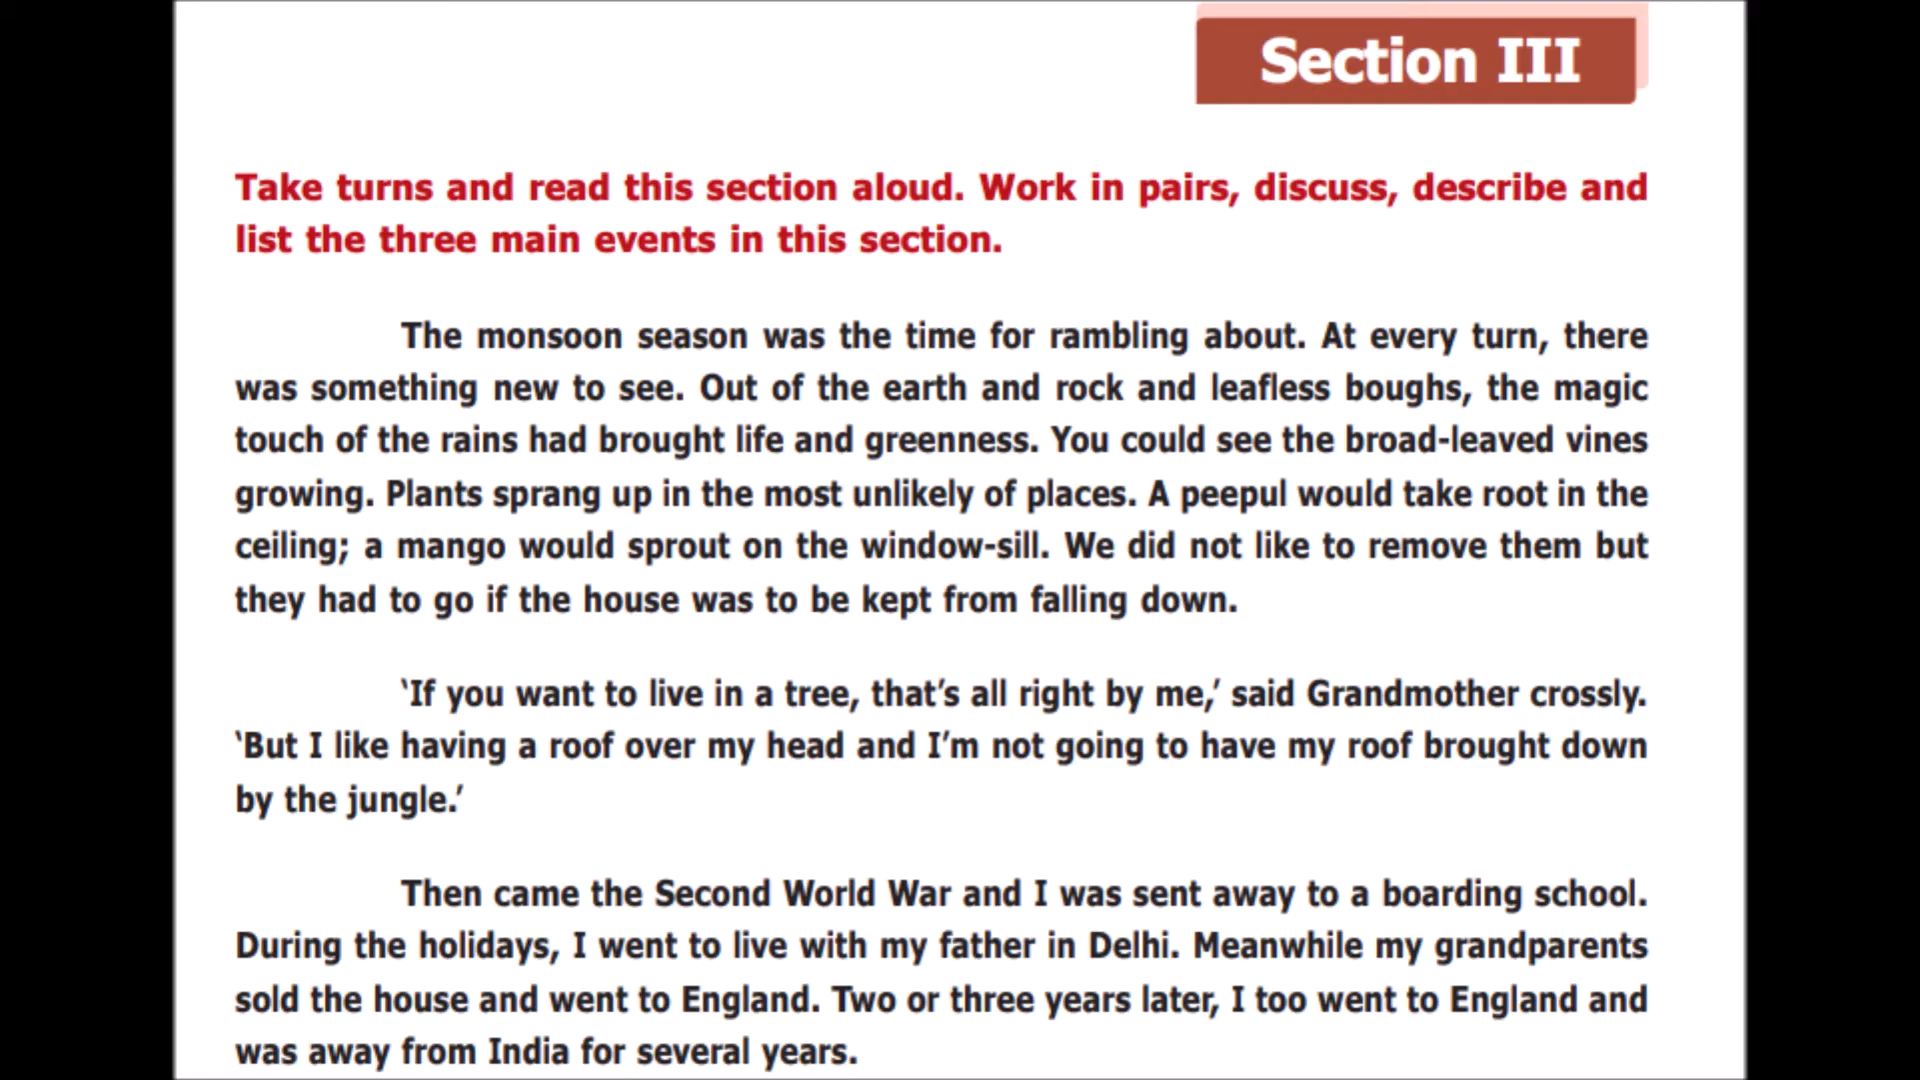 Section III
Take turns and read this section aloud. Work in pairs, discuss, describe and
list the three main events in this section.
The monsoon season was the time for rambling about. At every turn, there
was something new to see. Out of the earth and rock and leafless boughs, the magic
touch of the rains had brought life and greenness. You could see the broad-leaved vines
growing. Plants sprang up in the most unlikely of places. A peepul would take root in the
ceiling; a mango would sprout on the window-sill. We did not like to remove them but
they had to go if the house was to be kept from falling down.
‘If you want to live in a tree, that’s all right by me,’ said Grandmother crossly.
‘But I like having a roof over my head and I’m not going to have my roof brought down
by the jungle.’
Then came the Second World War and I was sent away to a boarding school.
During the holidays, I went to live with my father in Delhi. Meanwhile my grandparents
sold the house and went to England. Two or three years later, I too went to England and
was away from India for several years.